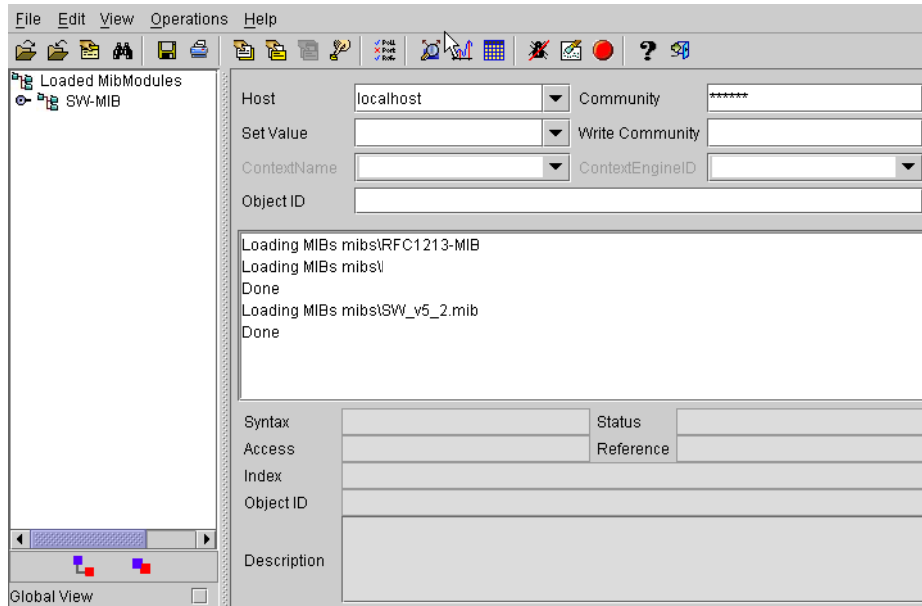 File Edit View Operations Help
Poll.
Port
Loaded MibModules
SW-MIB
Host localhost Community ******
Set Value Write Community
ContextName ContextEngineID
Object ID
Loading MIBs mibs\RFC1213-MIB
Loading MIBs mibs\
Done
Loading MIBs mibs\SW_v5_2.mib
Done
Syntax Status
Access Reference
Index
Object ID
Description
Global View